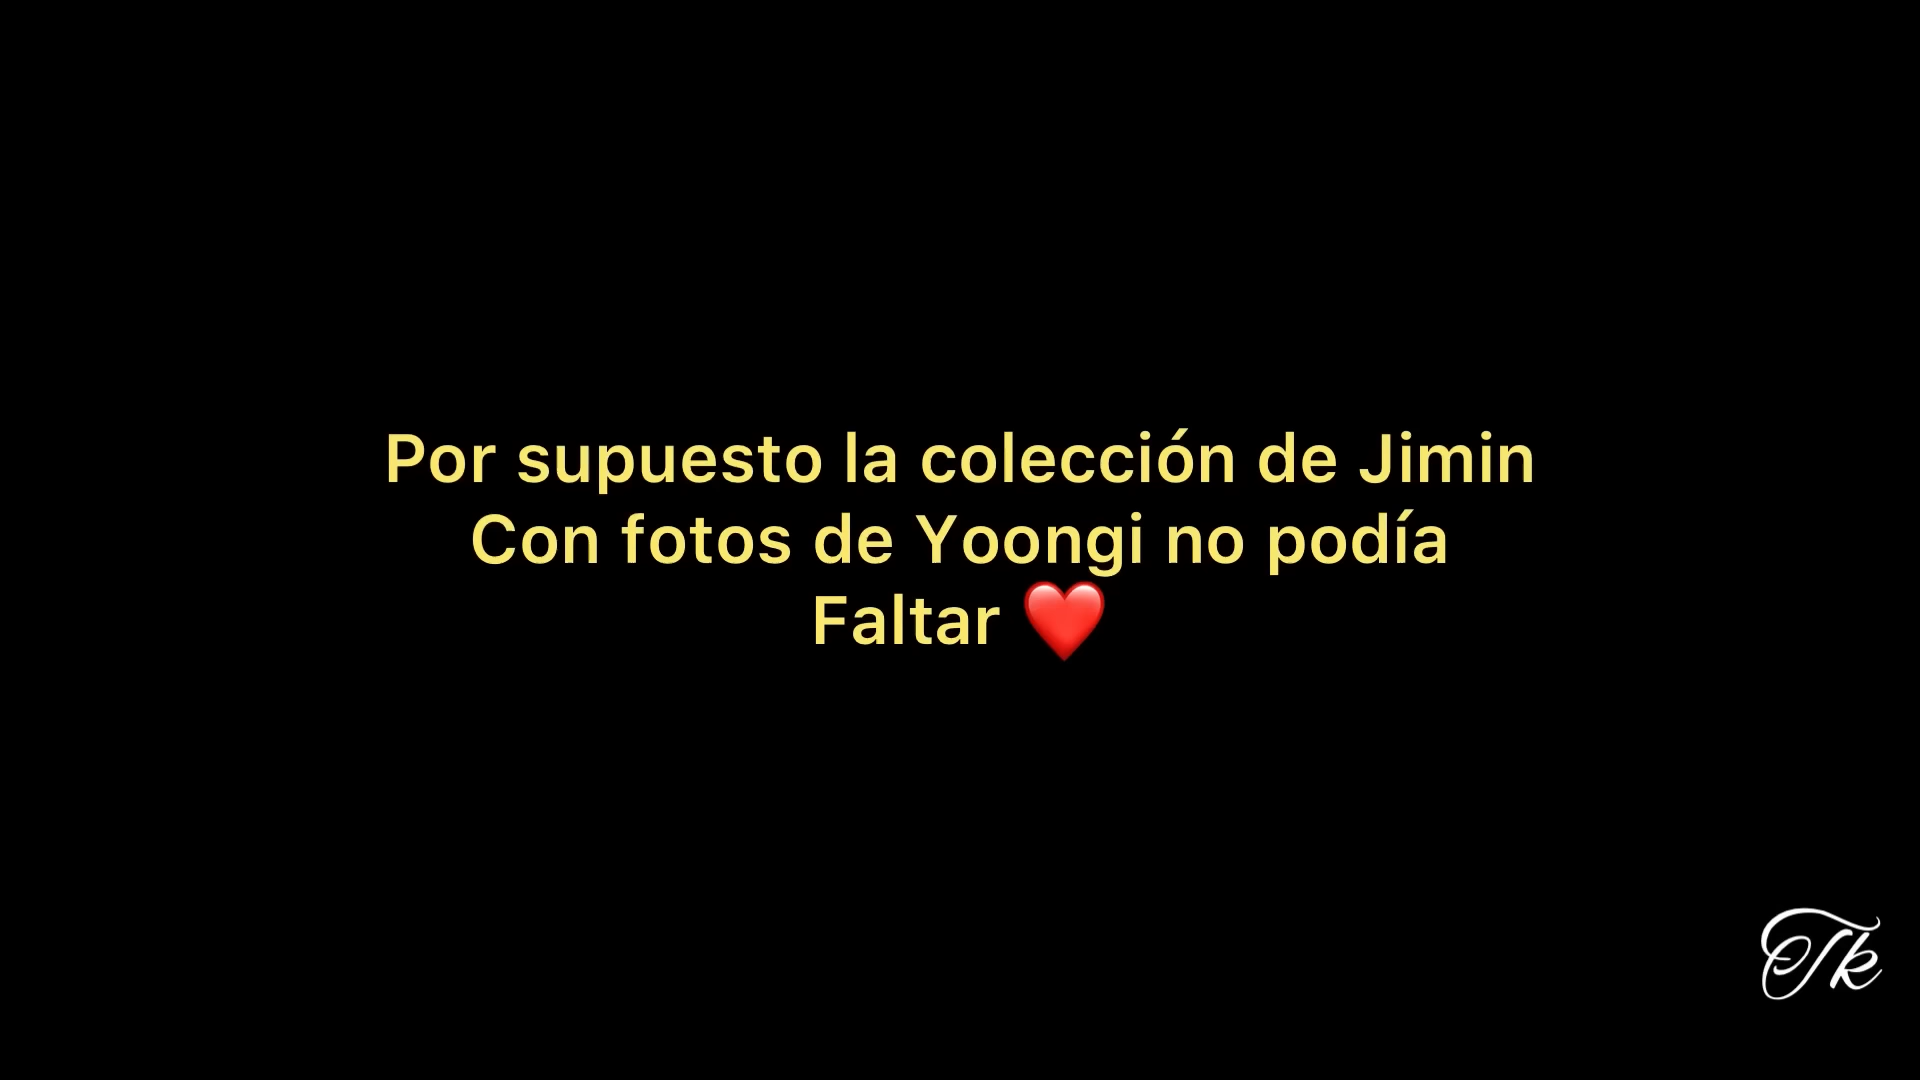 Por supuesto la colección de Jimin
Con fotos de Yoongi no podía
Faltar ❤️
Tk